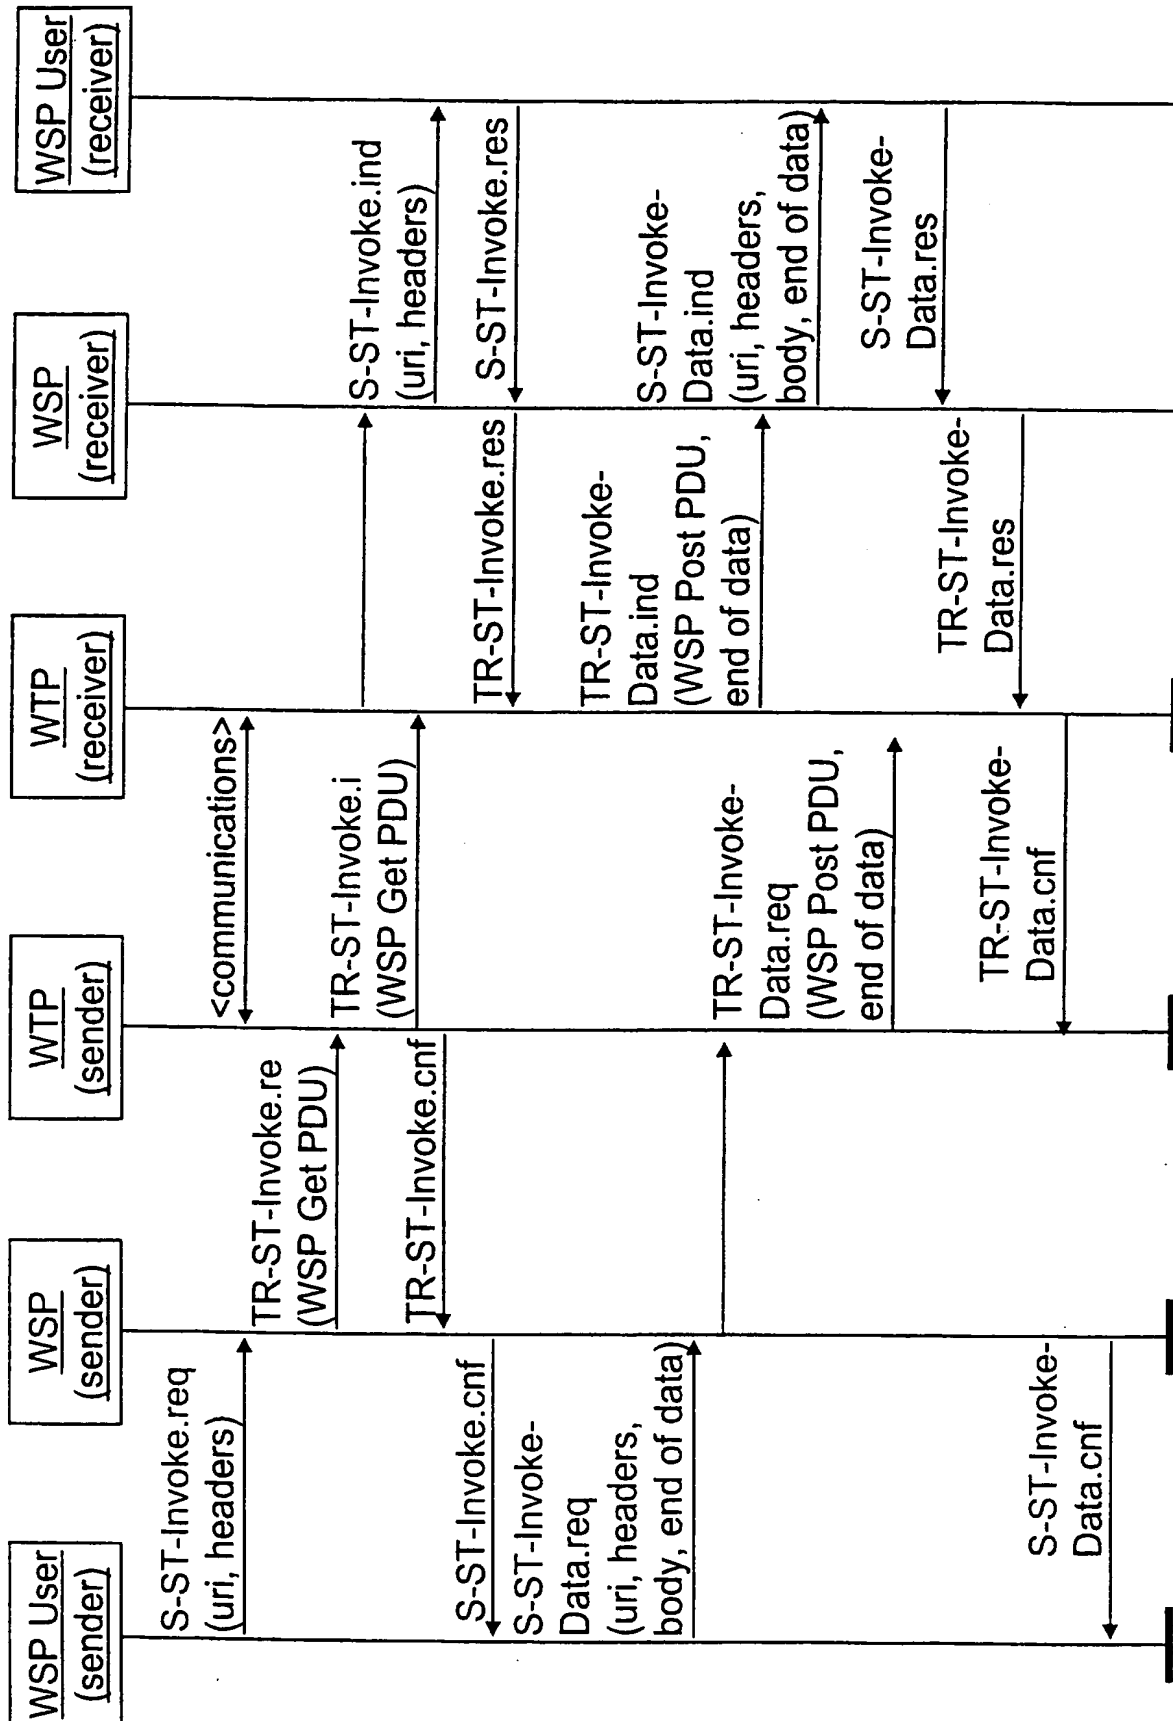 WSP User
(sender)
WSP
(sender)
WTP
(sender)
WTP
(receiver)
WSP
(receiver)
WSP User
(receiver)
S-ST-Invoke.req
(uri, headers)
<communications>
TR-ST-Invoke.re
(WSP Get PDU)
TR-ST-Invoke.i
(WSP Get PDU)
S-ST-Invoke.ind
(uri, headers)
TR-ST-Invoke.cnf
S-ST-Invoke.cnf
TR-ST-Invoke.res
S-ST-Invoke.res
S-ST-Invoke-
Data.req
(uri, headers,
body, end of data)
TR-ST-Invoke-
Data.ind
(WSP Post PDU,
end of data)
S-ST-Invoke-
Data.ind
(uri, headers,
body, end of data)
TR-ST-Invoke-
Data.req
(WSP Post PDU,
end of data)
S-ST-Invoke-
Data.res
TR-ST-Invoke-
Data.res
TR-ST-Invoke-
Data.cnf
S-ST-Invoke-
Data.cnf